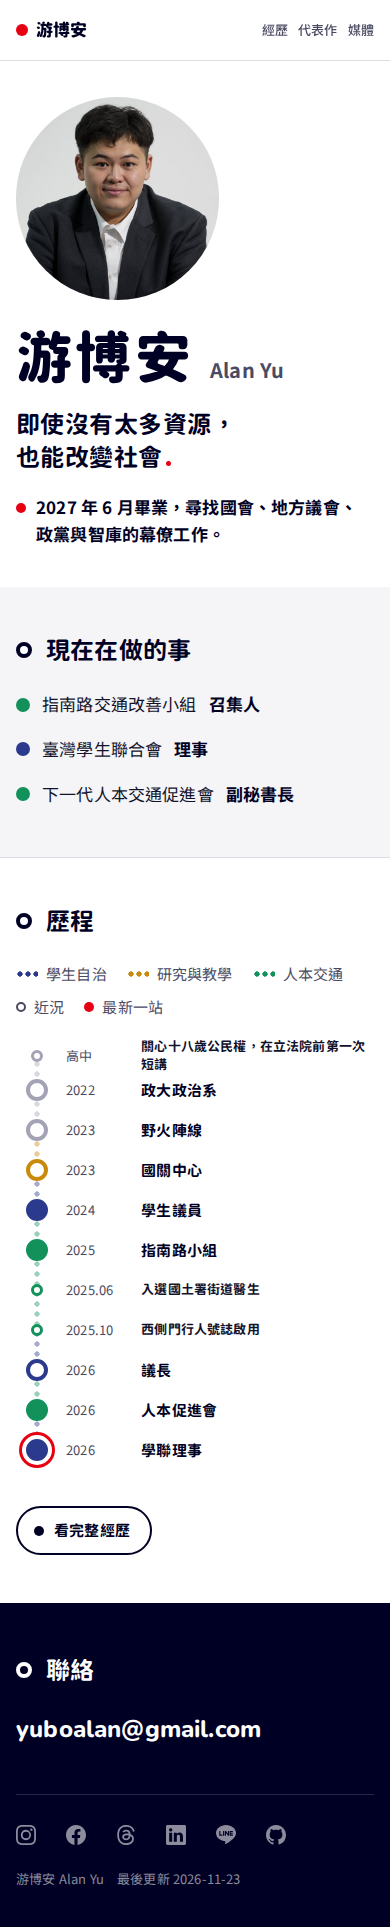 游博安
經歷 代表作 媒體
游博安 Alan Yu
即使沒有太多資源，
也能改變社會.
2027 年 6 月畢業，尋找國會、地方議會、
政黨與智庫的幕僚工作。
現在在做的事
指南路交通改善小組 召集人
臺灣學生聯合會 理事
下一代人本交通促進會 副秘書長
歷程
學生自治 研究與教學 人本交通
近況 最新一站
高中 關心十八歲公民權，在立法院前第一次
短講
2022 政大政治系
2023 野火陣線
2023 國關中心
2024 學生議員
2025 指南路小組
2025.06 入選國土署街道醫生
2025.10 西側門行人號誌啟用
2026 議長
2026 人本促進會
2026 學聯理事
看完整經歷
聯絡
yuboalan@gmail.com
游博安 Alan Yu 最後更新 2026-11-23